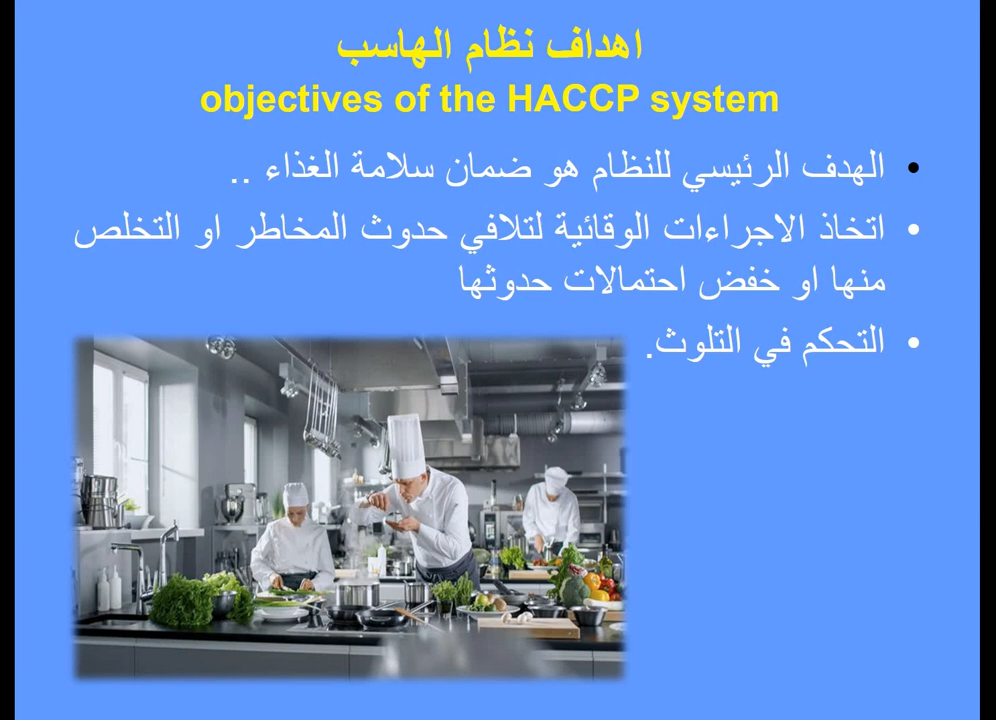 اهداف نظام الهاسب
objectives of the HACCP system
• الهدف الرئيسي للنظام هو ضمان سلامة الغذاء ..
• اتخاذ الاجراءات الوقائية لتلافي حدوث المخاطر او التخلص
منها او خفض احتمالات حدوثها
• التحكم في التلوث.